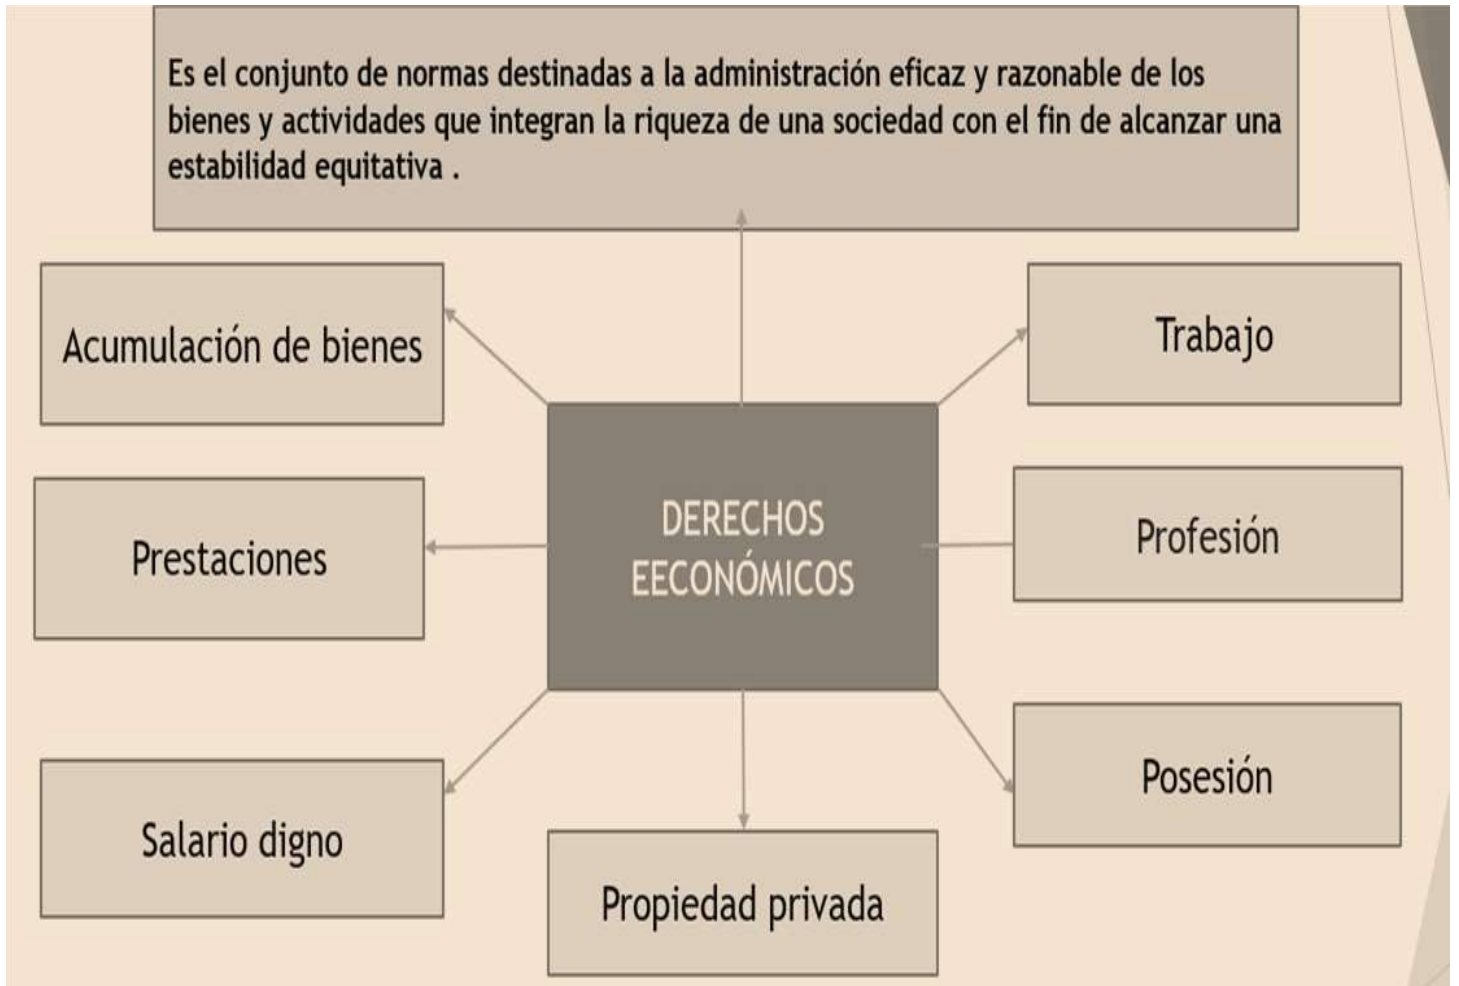 Es el conjunto de normas destinadas a la administración eficaz y razonable de los
bienes y actividades que integran la riqueza de una sociedad con el fin de alcanzar una
estabilidad equitativa .
Acumulación de bienes
Trabajo
Prestaciones
DERECHOS
EECONÓMICOS
Profesión
Salario digno
Propiedad privada
Posesión